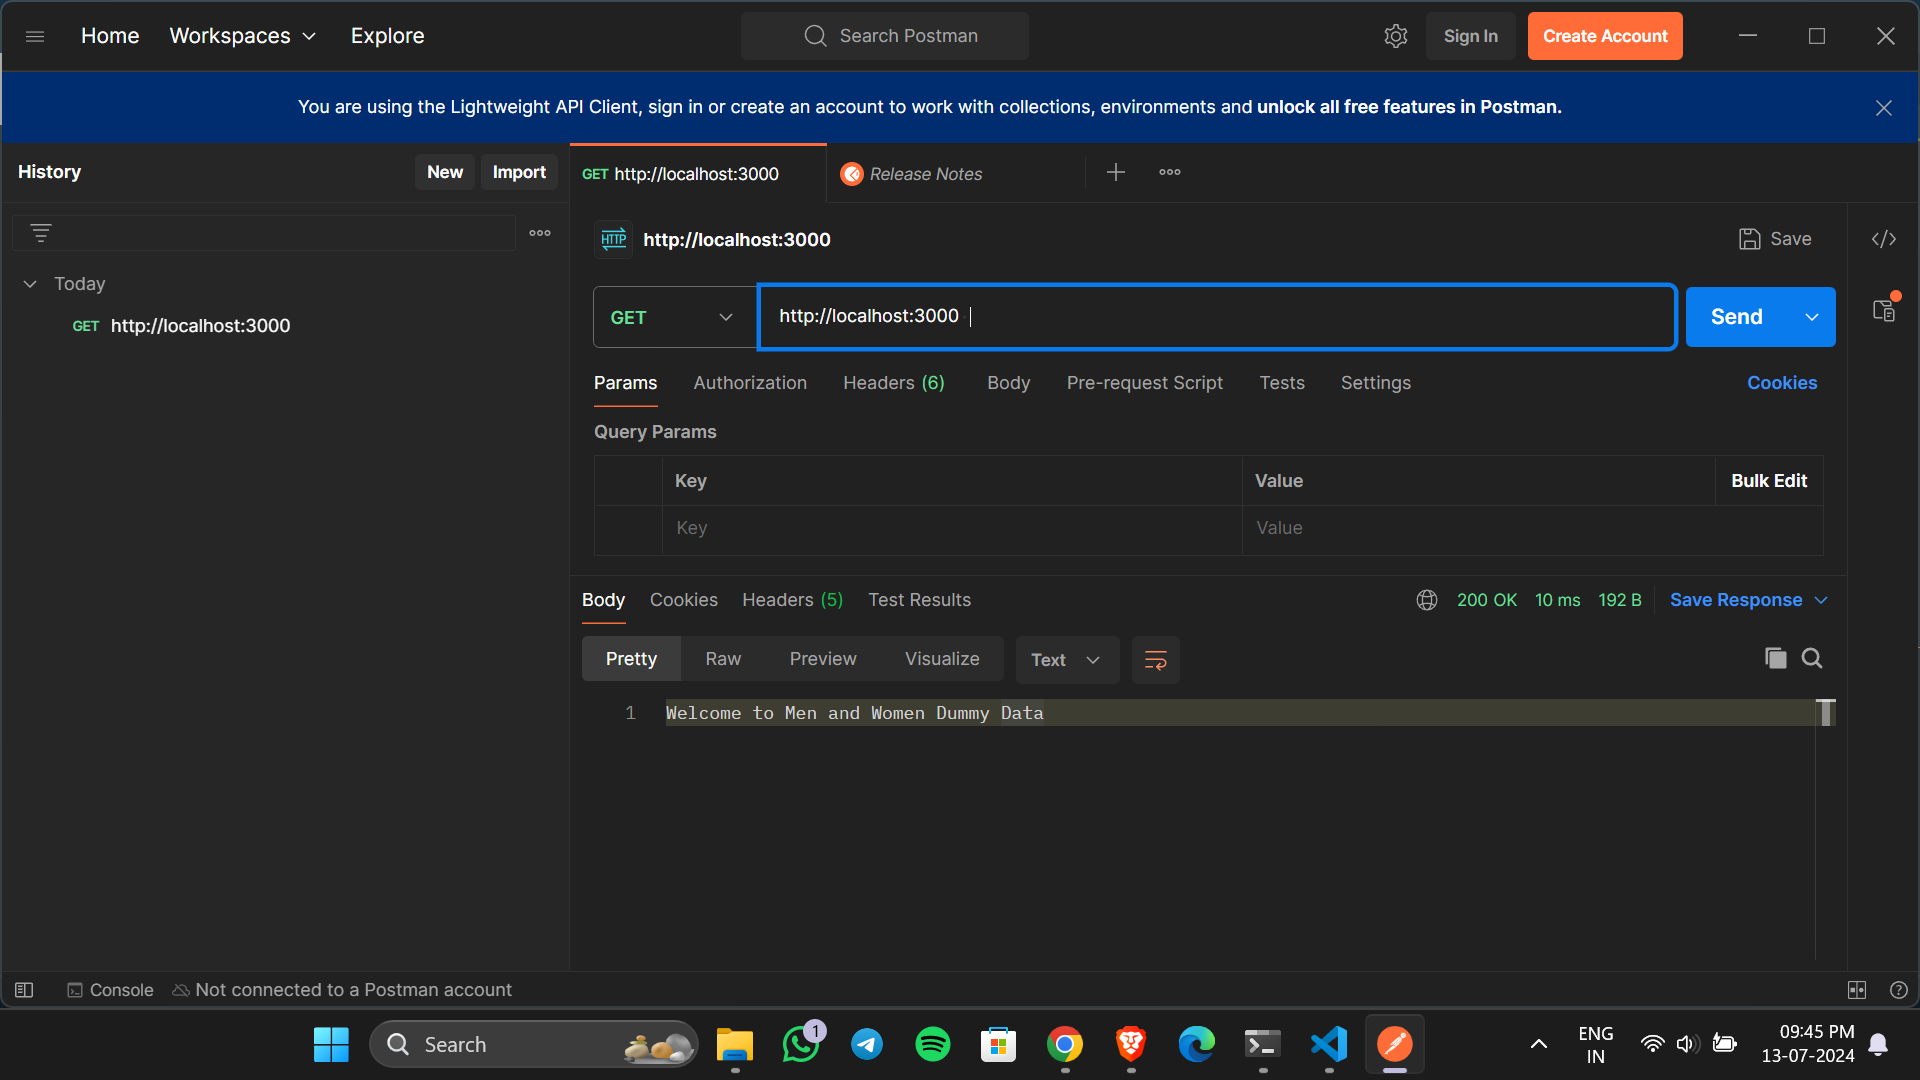 Home Workspaces Explore Search Postman Sign In Create Account
You are using the Lightweight API Client, sign in or create an account to work with collections, environments and unlock all free features in Postman.
History New Import
GET http://localhost:3000 Release Notes
HTTP http://localhost:3000 Save
Today
GET http://localhost:3000
GET http://localhost:3000 Send
Params Authorization Headers (6) Body Pre-request Script Tests Settings Cookies
Query Params
Key Value Bulk Edit
Key Value
Body Cookies Headers (5) Test Results 200 OK 10 ms 192 B Save Response
Pretty Raw Preview Visualize Text
1 Welcome to Men and Women Dummy Data
Console Not connected to a Postman account
Search 1 ENG IN 09:45 PM
13-07-2024